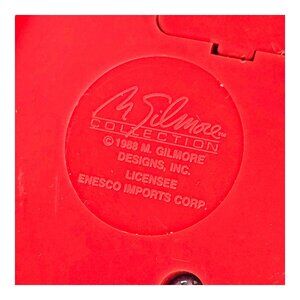 M. Gilmore
COLLECTION
© 1988 M. GILMORE
DESIGNS, INC.
LICENSEE
ENESCO IMPORTS CORP.